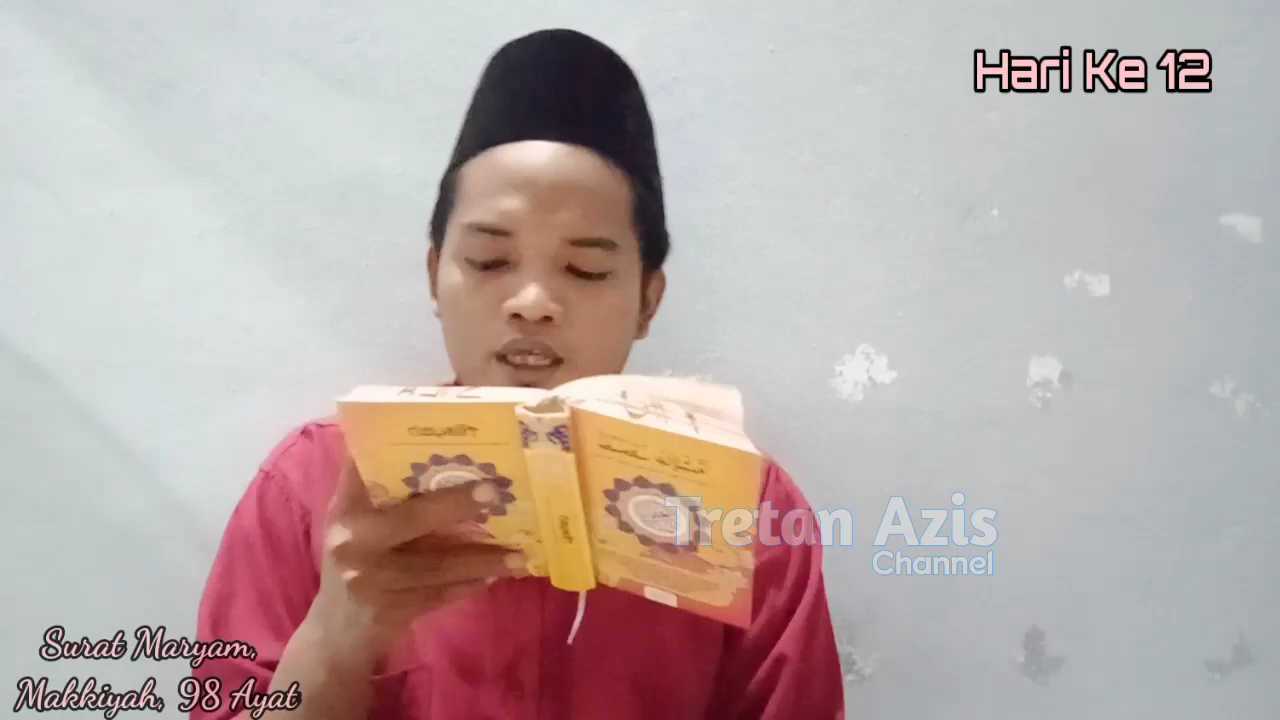 Hari Ke 12
Tretan Azis
Channel
Surat Maryam,
Makkiyah, 98 Ayat